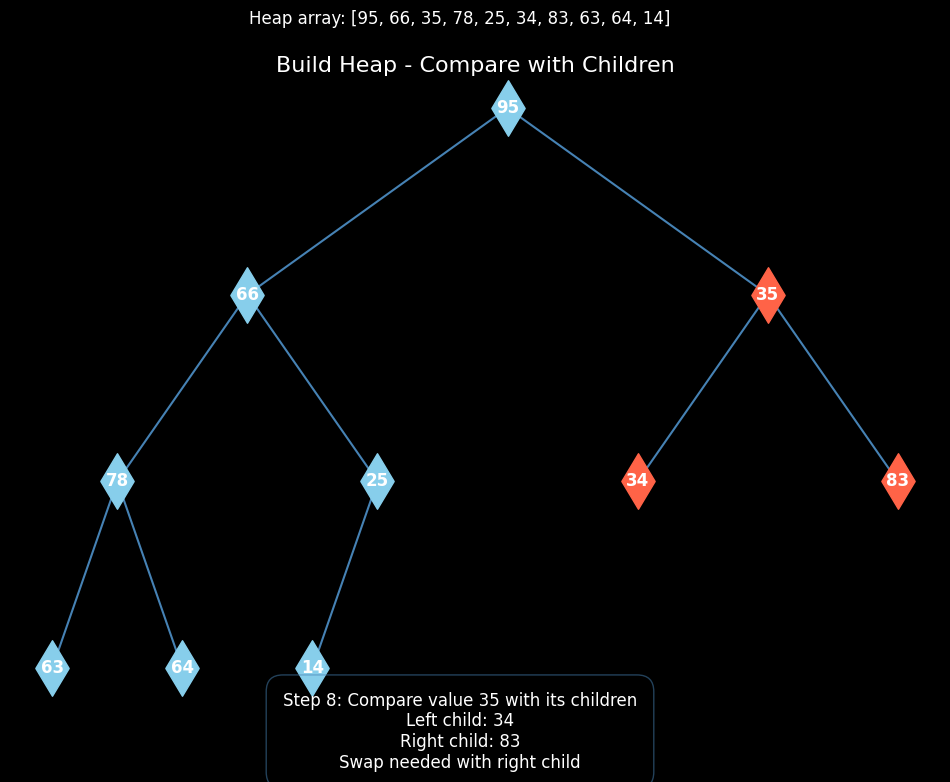 Heap array: [95, 66, 35, 78, 25, 34, 83, 63, 64, 14]
Build Heap - Compare with Children
95
66
35
78
25
34
83
63
64
14
Step 8: Compare value 35 with its children
Left child: 34
Right child: 83
Swap needed with right child